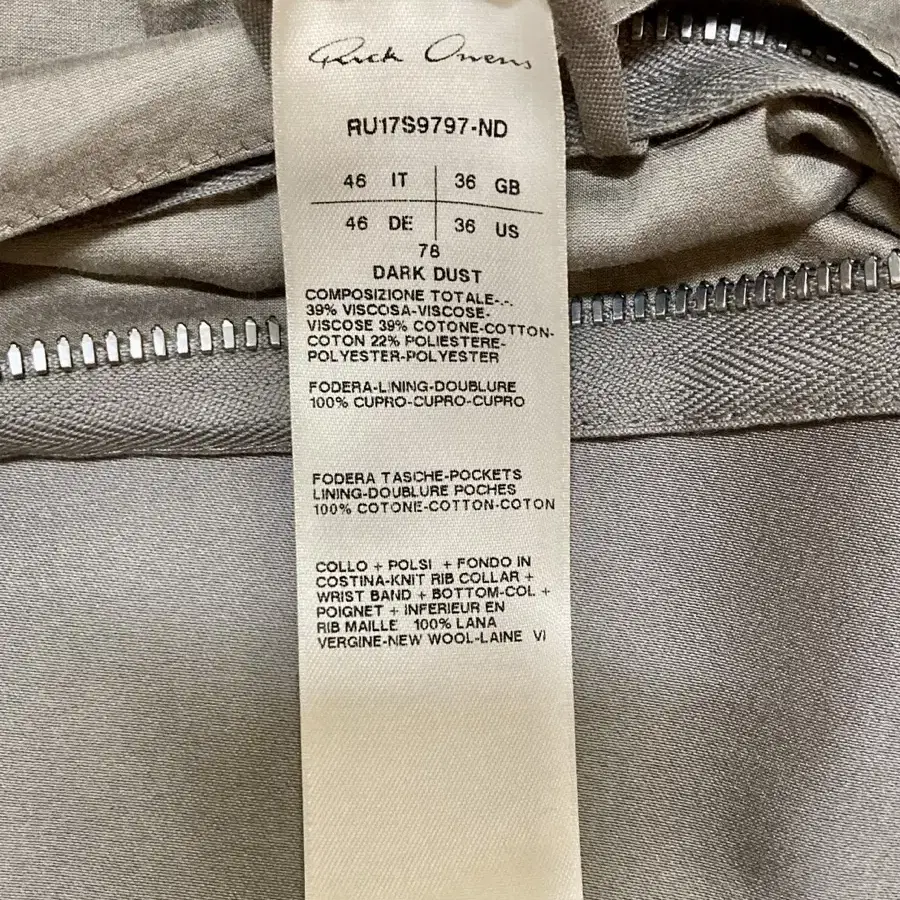 Rick Owens
RU17S9797-ND
46 IT 36 GB
46 DE 36 US
78
DARK DUST
COMPOSIZIONE TOTALE-.-.
39% VISCOSA-VISCOSE-
VISCOSE 39% COTONE-COTTON-
COTON 22% POLIESTERE-
POLYESTER-POLYESTER
FODERA-LINING-DOUBLURE
100% CUPRO-CUPRO-CUPRO
FODERA TASCHE-POCKETS
LINING-DOUBLURE POCHES
100% COTONE-COTTON-COTON
COLLO + POLSI + FONDO IN
COSTINA-KNIT RIB COLLAR +
WRIST BAND + BOTTOM-COL +
POIGNET + INFERIEUR EN
RIB MAILLE 100% LANA
VERGINE-NEW WOOL-LAINE VI